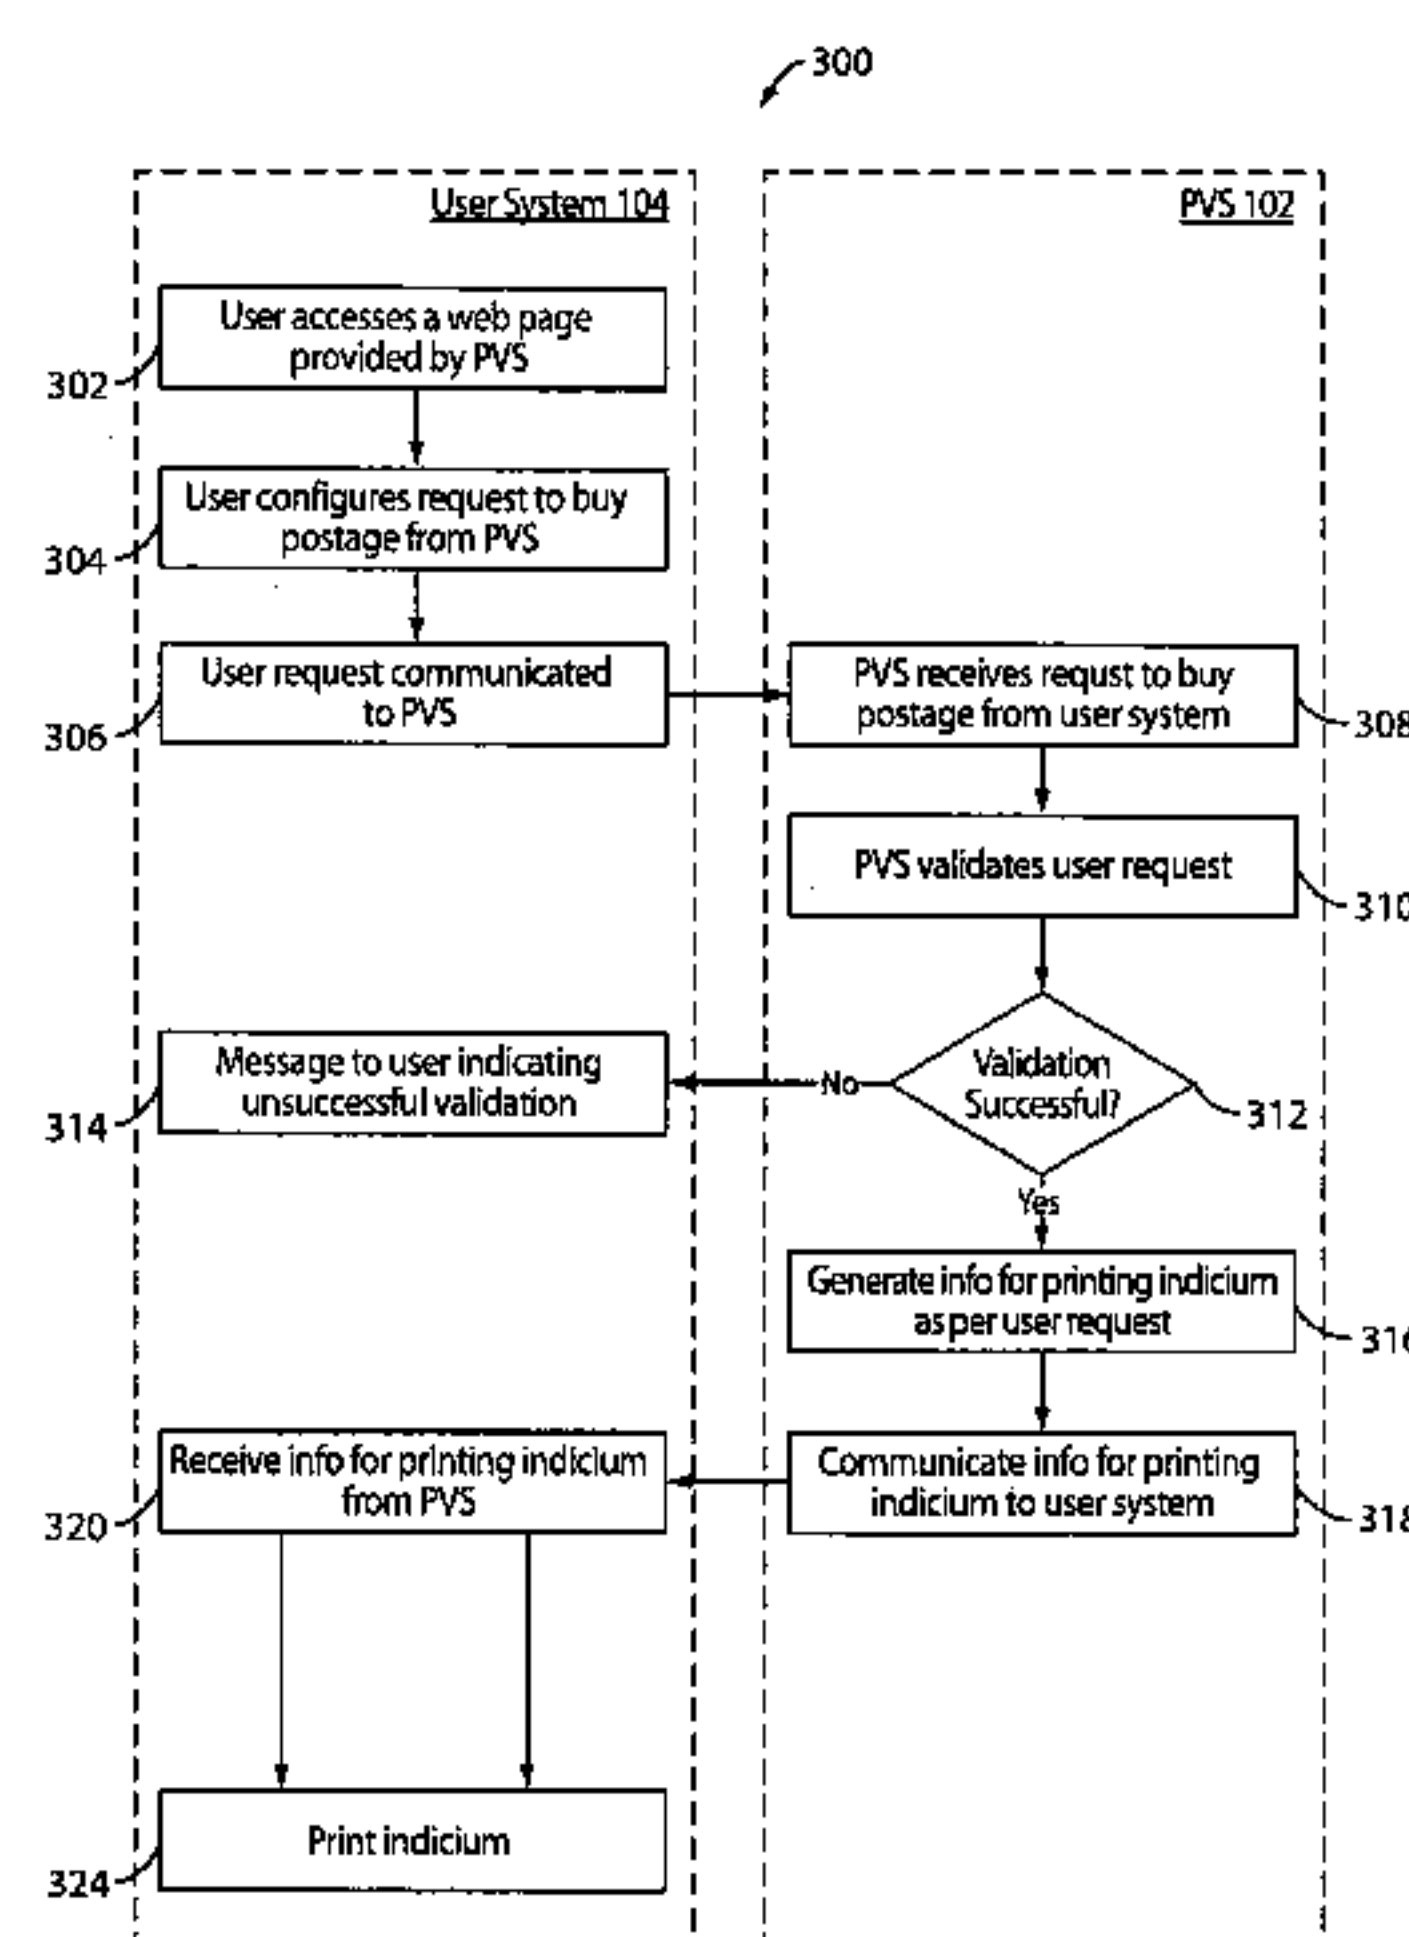 300
User System 104
PVS 102
User accesses a web page
provided by PVS
302
User configures request to buy
postage from PVS
304
User request communicated
to PVS
306
PVS receives requst to buy
postage from user system
308
PVS validates user request
310
Validation
Successful?
312
No
Message to user indicating
unsuccessful validation
314
Yes
Generate info for printing indicium
as per user request
316
Communicate info for printing
indicium to user system
318
Receive info for printing indicium
from PVS
320
Print indicium
324